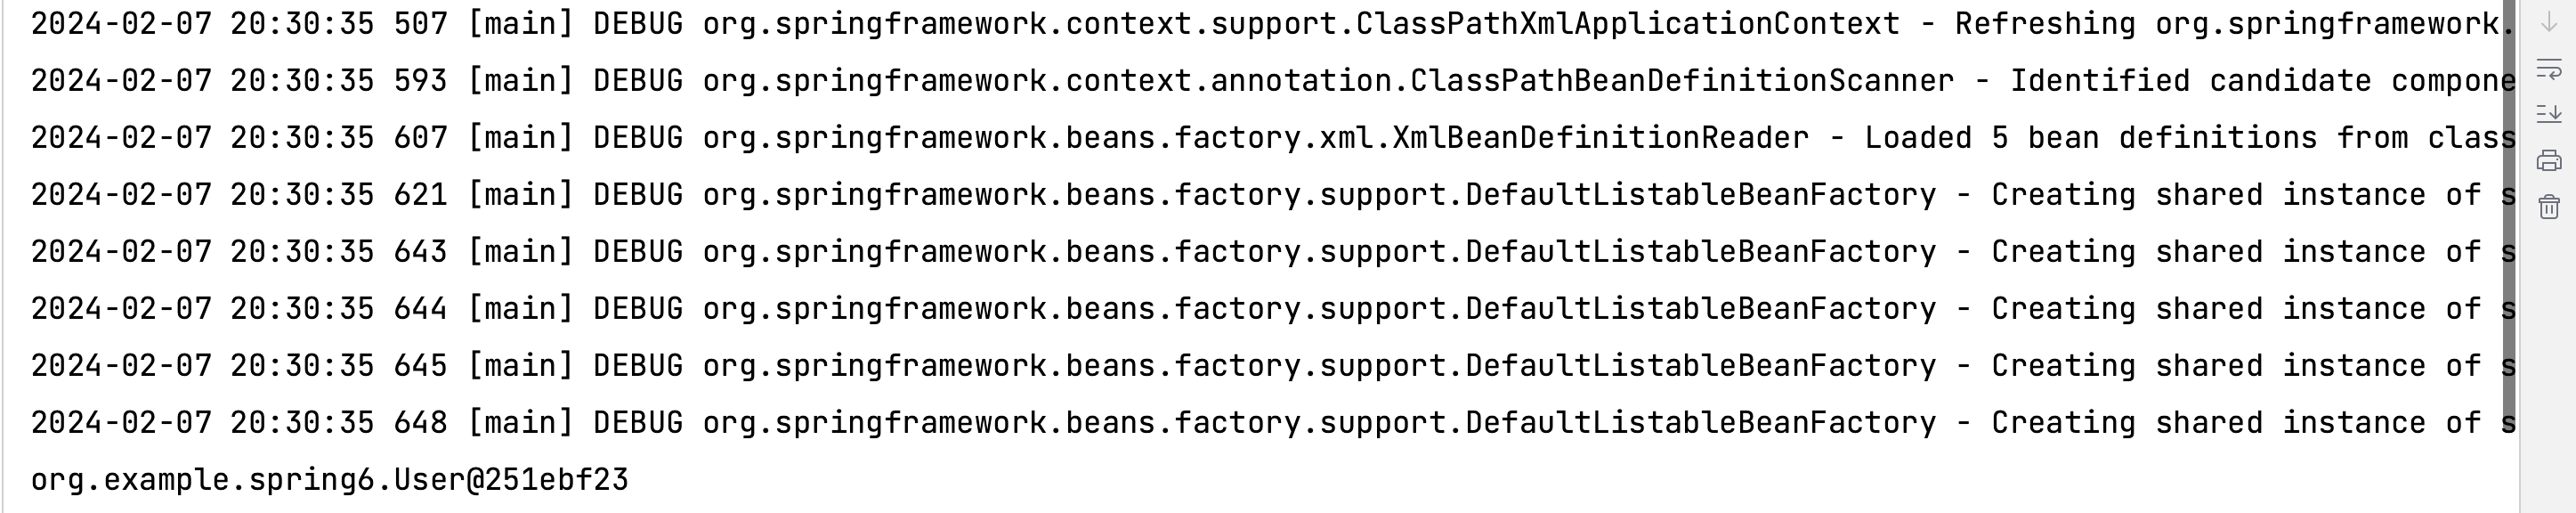 2024-02-07 20:30:35 507 [main] DEBUG org.springframework.context.support.ClassPathXmlApplicationContext - Refreshing org.springframework.
2024-02-07 20:30:35 593 [main] DEBUG org.springframework.context.annotation.ClassPathBeanDefinitionScanner - Identified candidate compone
2024-02-07 20:30:35 607 [main] DEBUG org.springframework.beans.factory.xml.XmlBeanDefinitionReader - Loaded 5 bean definitions from class
2024-02-07 20:30:35 621 [main] DEBUG org.springframework.beans.factory.support.DefaultListableBeanFactory - Creating shared instance of s
2024-02-07 20:30:35 643 [main] DEBUG org.springframework.beans.factory.support.DefaultListableBeanFactory - Creating shared instance of s
2024-02-07 20:30:35 644 [main] DEBUG org.springframework.beans.factory.support.DefaultListableBeanFactory - Creating shared instance of s
2024-02-07 20:30:35 645 [main] DEBUG org.springframework.beans.factory.support.DefaultListableBeanFactory - Creating shared instance of s
2024-02-07 20:30:35 648 [main] DEBUG org.springframework.beans.factory.support.DefaultListableBeanFactory - Creating shared instance of s
org.example.spring6.User@251ebf23